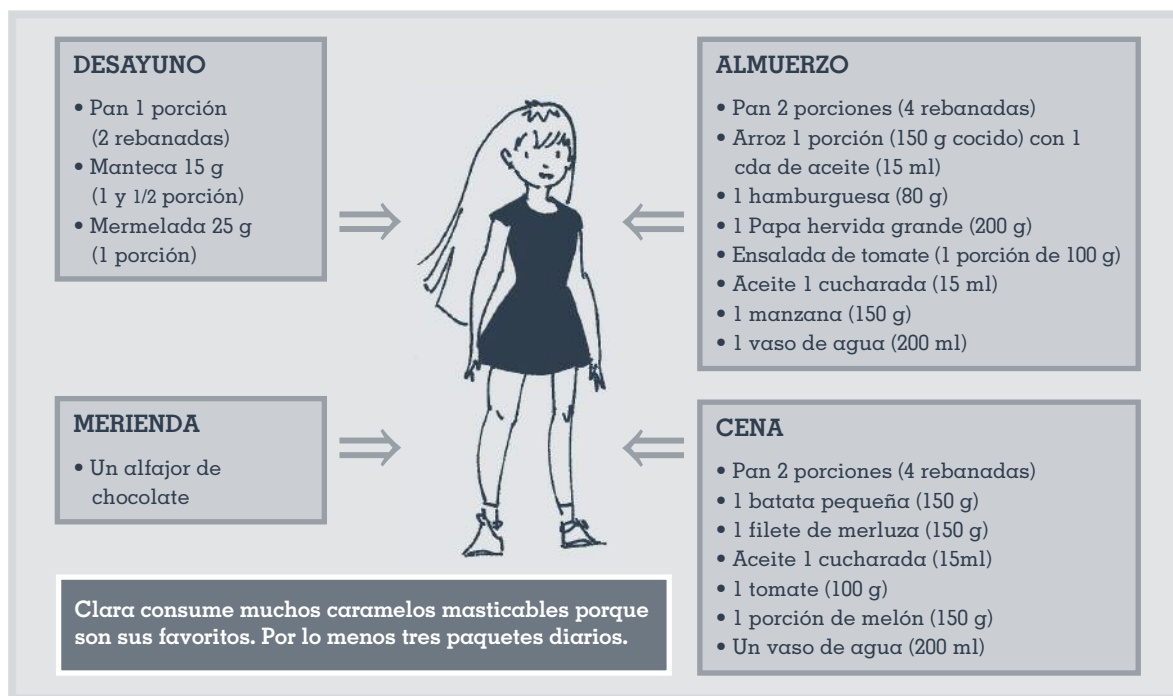 DESAYUNO
• Pan 1 porción
(2 rebanadas)
• Manteca 15 g
(1 y 1/2 porción)
• Mermelada 25 g
(1 porción)
ALMUERZO
• Pan 2 porciones (4 rebanadas)
• Arroz 1 porción (150 g cocido) con 1
cda de aceite (15 ml)
• 1 hamburguesa (80 g)
• 1 Papa hervida grande (200 g)
• Ensalada de tomate (1 porción de 100 g)
• Aceite 1 cucharada (15 ml)
• 1 manzana (150 g)
• 1 vaso de agua (200 ml)
MERIENDA
• Un alfajor de
chocolate
CENA
• Pan 2 porciones (4 rebanadas)
• 1 batata pequeña (150 g)
• 1 filete de merluza (150 g)
• Aceite 1 cucharada (15ml)
• 1 tomate (100 g)
• 1 porción de melón (150 g)
• Un vaso de agua (200 ml)
Clara consume muchos caramelos masticables porque
son sus favoritos. Por lo menos tres paquetes diarios.